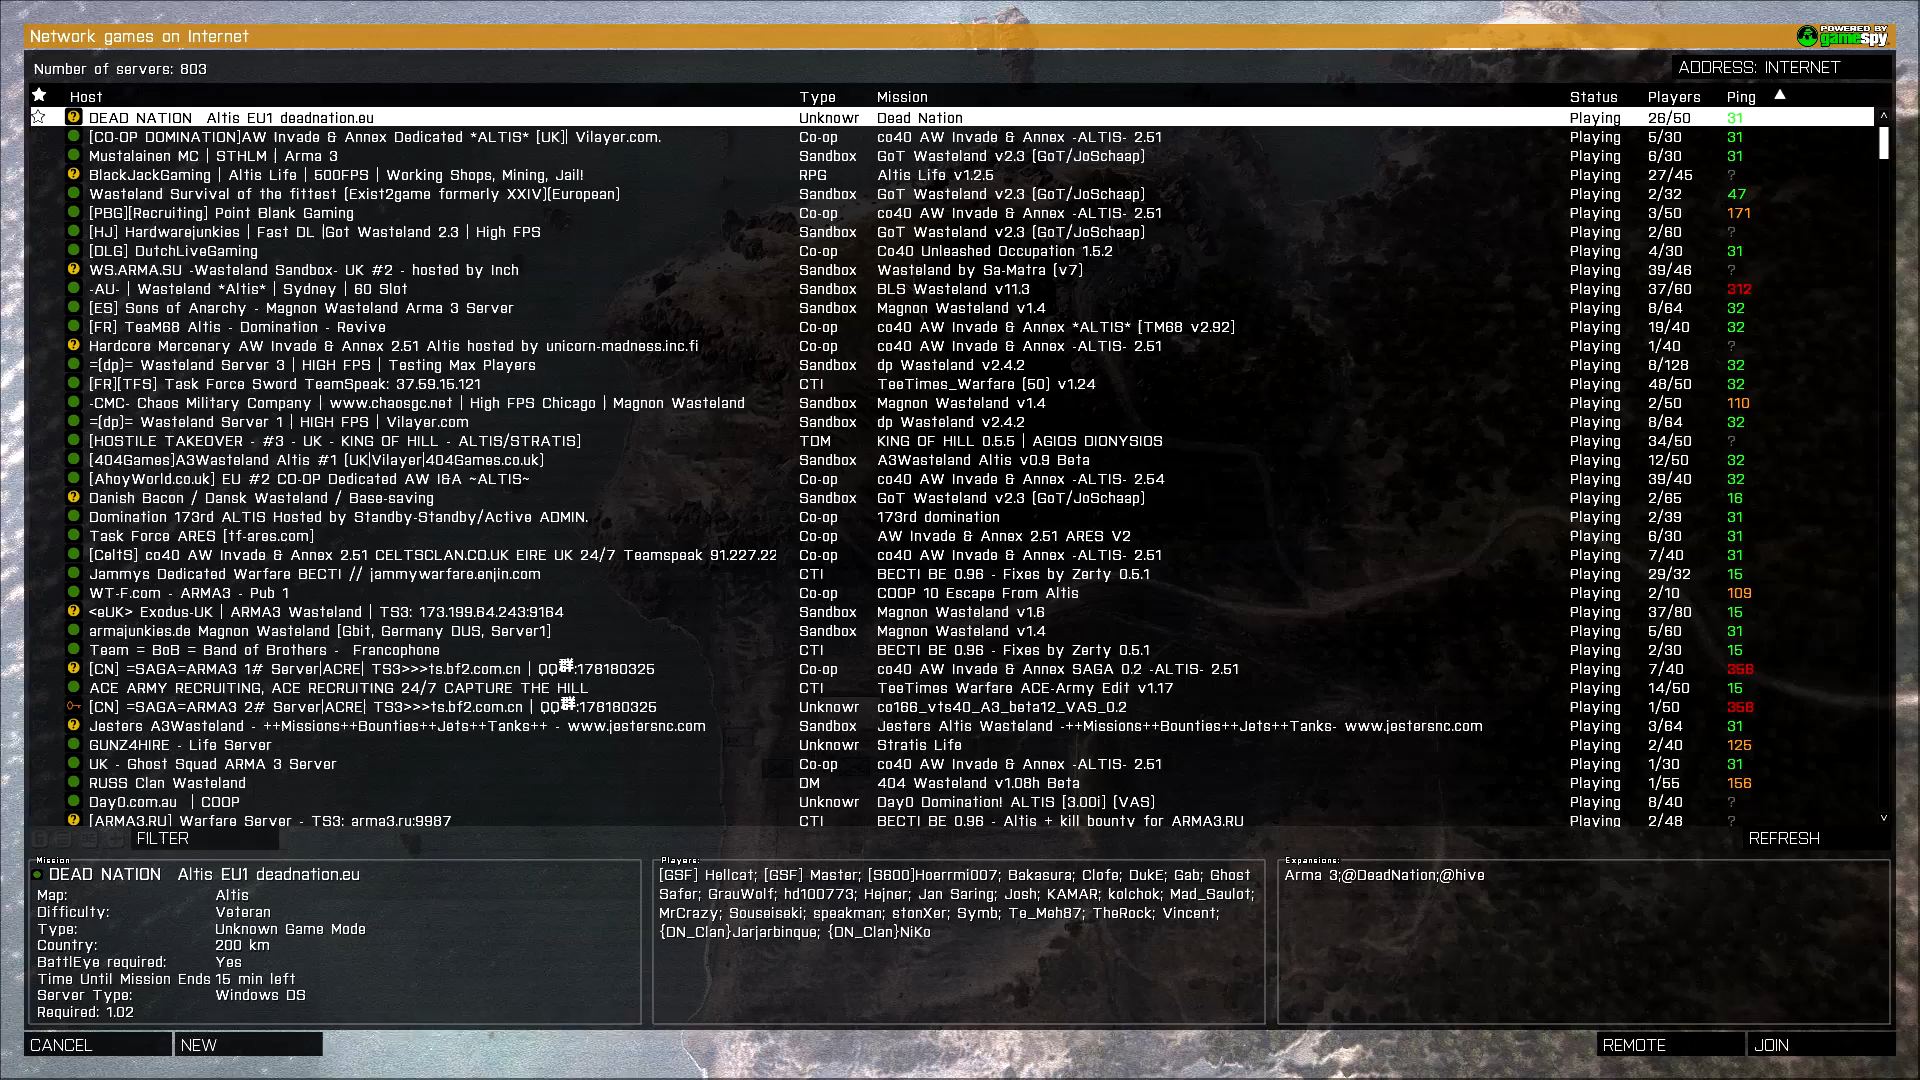 Network games on Internet
POWERED BY gamespy
Number of servers: 803
ADDRESS: INTERNET
Host Type Mission Status Players Ping
DEAD NATION Altis EU1 deadnation.eu Unknowr Dead Nation Playing 26/50 31
[CO-OP DOMINATION]AW Invade & Annex Dedicated *ALTIS* [UK]| Vilayer.com. Co-op co40 AW Invade & Annex -ALTIS- 2.51 Playing 5/30 31
Mustalainen MC | STHLM | Arma 3 Sandbox GoT Wasteland v2.3 (GoT/JoSchaap) Playing 6/30 31
BlackJackGaming | Altis Life | 500FPS | Working Shops, Mining, Jail! RPG Altis Life v1.2.5 Playing 27/45 ?
Wasteland Survival of the fittest (Exist2game formerly XXIV)(European) Sandbox GoT Wasteland v2.3 (GoT/JoSchaap) Playing 2/32 47
[PBG][Recruiting] Point Blank Gaming Co-op co40 AW Invade & Annex -ALTIS- 2.51 Playing 3/50 171
[HJ] Hardwarejunkies | Fast DL |Got Wasteland 2.3 | High FPS Sandbox GoT Wasteland v2.3 (GoT/JoSchaap) Playing 2/60 ?
[DLG] DutchLiveGaming Co-op Co40 Unleashed Occupation 1.5.2 Playing 4/30 31
WS.ARMA.SU -Wasteland Sandbox- UK #2 - hosted by Inch Sandbox Wasteland by Sa-Matra (v7) Playing 39/46 ?
-AU- | Wasteland *Altis* | Sydney | 60 Slot Sandbox BLS Wasteland v11.3 Playing 37/60 312
[ES] Sons of Anarchy - Magnon Wasteland Arma 3 Server Sandbox Magnon Wasteland v1.4 Playing 8/64 32
[FR] TeaM68 Altis - Domination - Revive Co-op co40 AW Invade & Annex *ALTIS* [TM68 v2.92] Playing 19/40 32
Hardcore Mercenary AW Invade & Annex 2.51 Altis hosted by unicorn-madness.inc.fi Co-op co40 AW Invade & Annex -ALTIS- 2.51 Playing 1/40 ?
=(dp)= Wasteland Server 3 | HIGH FPS | Testing Max Players Sandbox dp Wasteland v2.4.2 Playing 8/128 32
[FR][TFS] Task Force Sword TeamSpeak: 37.59.15.121 CTI TeeTimes_Warfare (50) v1.24 Playing 48/50 32
-CMC- Chaos Military Company | www.chaosgc.net | High FPS Chicago | Magnon Wasteland Sandbox Magnon Wasteland v1.4 Playing 2/50 110
=(dp)= Wasteland Server 1 | HIGH FPS | Vilayer.com Sandbox dp Wasteland v2.4.2 Playing 8/64 32
[HOSTILE TAKEOVER - #3 - UK - KING OF HILL - ALTIS/STRATIS] TDM KING OF HILL 0.5.5 | AGIOS DIONYSIOS Playing 34/50 ?
[404Games]A3Wasteland Altis #1 (UK|Vilayer|404Games.co.uk) Sandbox A3Wasteland Altis v0.9 Beta Playing 12/50 32
[AhoyWorld.co.uk] EU #2 CO-OP Dedicated AW I&A ~ALTIS~ Co-op co40 AW Invade & Annex -ALTIS- 2.54 Playing 39/40 32
Danish Bacon / Dansk Wasteland / Base-saving Sandbox GoT Wasteland v2.3 (GoT/JoSchaap) Playing 2/65 16
Domination 173rd ALTIS Hosted by Standby-Standby/Active ADMIN. Co-op 173rd domination Playing 2/39 31
Task Force ARES [tf-ares.com] Co-op AW Invade & Annex 2.51 ARES V2 Playing 6/30 31
[CeltS] co40 AW Invade & Annex 2.51 CELTSCLAN.CO.UK EIRE UK 24/7 Teamspeak 91.227.22 Co-op co40 AW Invade & Annex -ALTIS- 2.51 Playing 7/40 31
Jammys Dedicated Warfare BECTI // jammywarfare.enjin.com CTI BECTI BE 0.96 - Fixes by Zerty 0.5.1 Playing 29/32 15
WT-F.com - ARMA3 - Pub 1 Co-op COOP 10 Escape From Altis Playing 2/10 109
<eUK> Exodus-UK | ARMA3 Wasteland | TS3: 173.199.64.243:9164 Sandbox Magnon Wasteland v1.6 Playing 37/80 15
armajunkies.de Magnon Wasteland [Gbit, Germany DUS, Server1] Sandbox Magnon Wasteland v1.4 Playing 5/60 31
Team = BoB = Band of Brothers - Francophone CTI BECTI BE 0.96 - Fixes by Zerty 0.5.1 Playing 2/30 15
[CN] =SAGA=ARMA3 1# Server|ACRE| TS3>>>ts.bf2.com.cn | QQ群:178180325 Co-op co40 AW Invade & Annex SAGA 0.2 -ALTIS- 2.51 Playing 7/40 358
ACE ARMY RECRUITING, ACE RECRUITING 24/7 CAPTURE THE HILL CTI TeeTimes Warfare ACE-Army Edit v1.17 Playing 14/50 15
[CN] =SAGA=ARMA3 2# Server|ACRE| TS3>>>ts.bf2.com.cn | QQ群:178180325 Unknowr co166_vts40_A3_beta12_VAS_0.2 Playing 1/50 358
Jesters A3Wasteland - ++Missions++Bounties++Jets++Tanks++ - www.jestersnc.com Sandbox Jesters Altis Wasteland -++Missions++Bounties++Jets++Tanks- www.jestersnc.com Playing 3/64 31
GUNZ4HIRE - Life Server Unknowr Stratis Life Playing 2/40 125
UK - Ghost Squad ARMA 3 Server Co-op co40 AW Invade & Annex -ALTIS- 2.51 Playing 1/30 31
RUSS Clan Wasteland DM 404 Wasteland v1.08h Beta Playing 1/55 156
Day0.com.au | COOP Unknowr Day0 Domination! ALTIS [3.00i] [VAS] Playing 8/40 ?
[ARMA3.RU] Warfare Server - TS3: arma3.ru:9987 CTI BECTI BE 0.96 - Altis + kill bounty for ARMA3.RU Playing 2/48 ?
FILTER REFRESH
Mission
DEAD NATION Altis EU1 deadnation.eu
Map: Altis
Difficulty: Veteran
Type: Unknown Game Mode
Country: 200 km
BattlEye required: Yes
Time Until Mission Ends 15 min left
Server Type: Windows DS
Required: 1.02
Players:
[GSF] Hellcat; [GSF] Master; [S600]Hoerrmi007; Bakasura; Clofe; DukE; Gab; Ghost
Safer; GrauWolf; hd100773; Hejner; Jan Saring; Josh; KAMAR; kolchok; Mad_Saulot;
MrCrazy; Souseiseki; speakman; stonXer; Symb; Te_Meh87; TheRock; Vincent;
{DN_Clan}Jarjarbinque; {DN_Clan}NiKo
Expansions:
Arma 3;@DeadNation;@hive
CANCEL NEW REMOTE JOIN